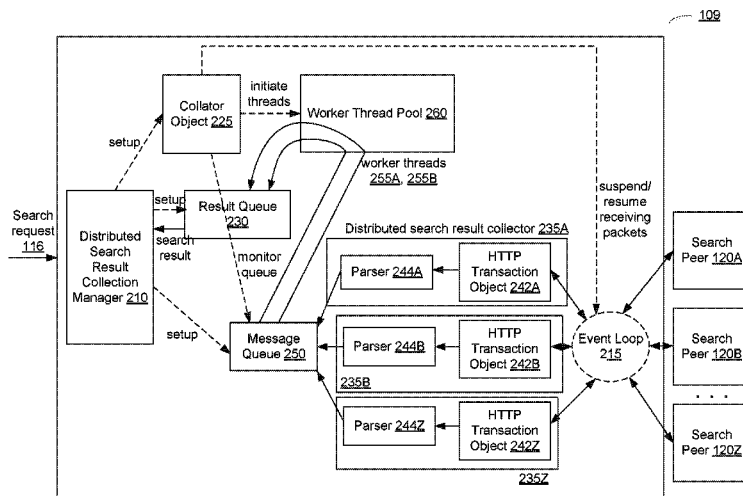 109
Collator
Object 225
initiate
threads
Worker Thread Pool 260
setup
worker threads
255A, 255B
suspend/
resume
receiving
packets
Search
request
116
Distributed
Search
Result
Collection
Manager 210
setup
Result Queue
230
search
result
monitor
queue
setup
Message
Queue 250
Distributed search result collector 235A
Parser 244A
HTTP
Transaction
Object 242A
Parser 244B
HTTP
Transaction
Object 242B
235B
Parser 244Z
HTTP
Transaction
Object 242Z
235Z
Event Loop
215
Search
Peer 120A
Search
Peer 120B
. . .
Search
Peer 120Z